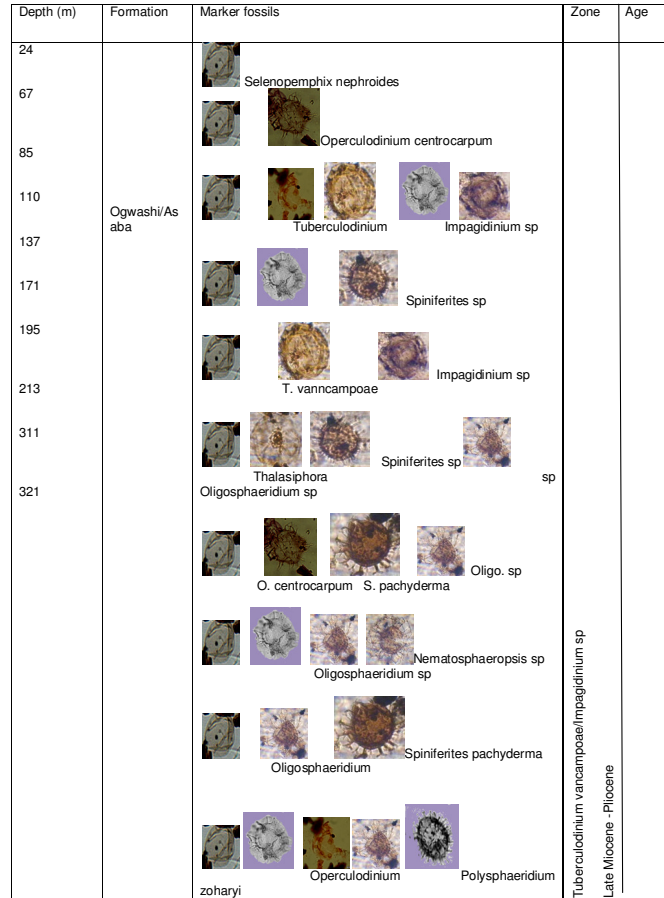 Depth (m) Formation Marker fossils Zone Age
24
Selenopemphix nephroides
67
Operculodinium centrocarpum
85
110
Ogwashi/As
aba
Tuberculodinium Impagidinium sp
137
171
Spiniferites sp
195
Impagidinium sp
T. vanncampoae
213
311
Spiniferites sp
Thalasiphora sp
321
Oligosphaeridium sp
Oligo. sp
O. centrocarpum S. pachyderma
Nematosphaeropsis sp
Oligosphaeridium sp
Spiniferites pachyderma
Oligosphaeridium
Operculodinium Polysphaeridium
zoharyi
Tuberculodinium vancampoae/Impagidinium sp
Late Miocene -Pliocene